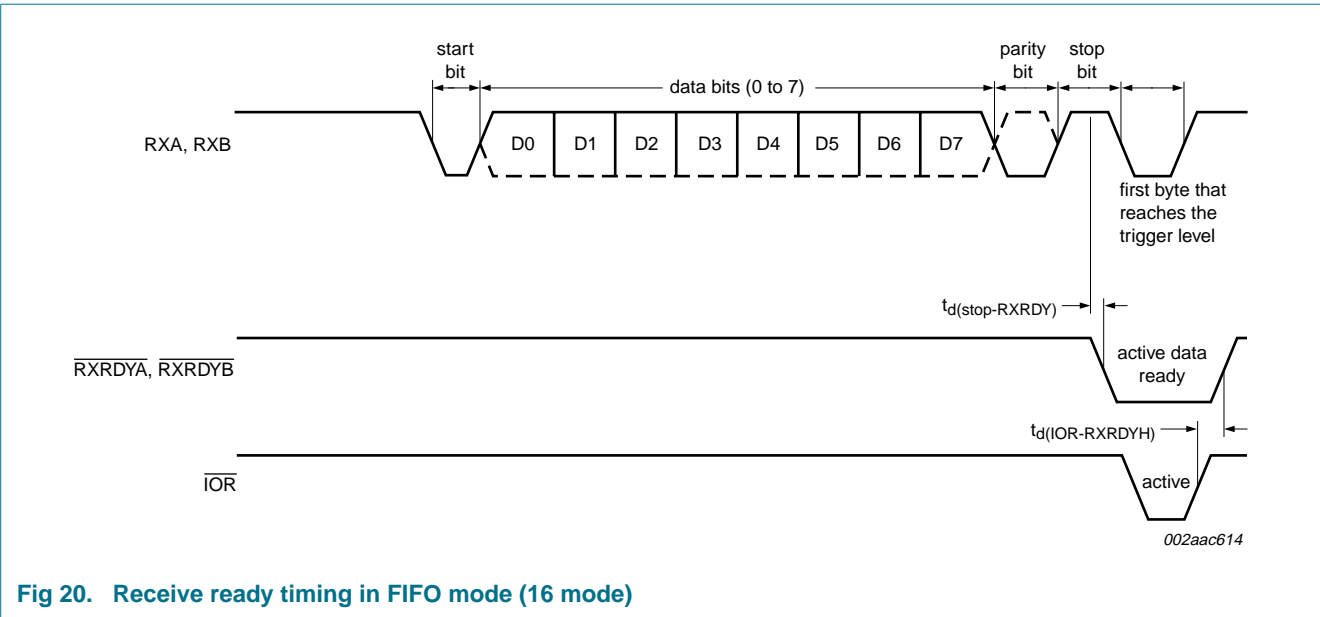 start
bit
data bits (0 to 7)
parity
bit
stop
bit
RXA, RXB
D0 D1 D2 D3 D4 D5 D6 D7
first byte that
reaches the
trigger level
td(stop-RXRDY)
RXRDYA, RXRDYB
active data
ready
td(IOR-RXRDYH)
IOR
active
002aac614
Fig 20. Receive ready timing in FIFO mode (16 mode)